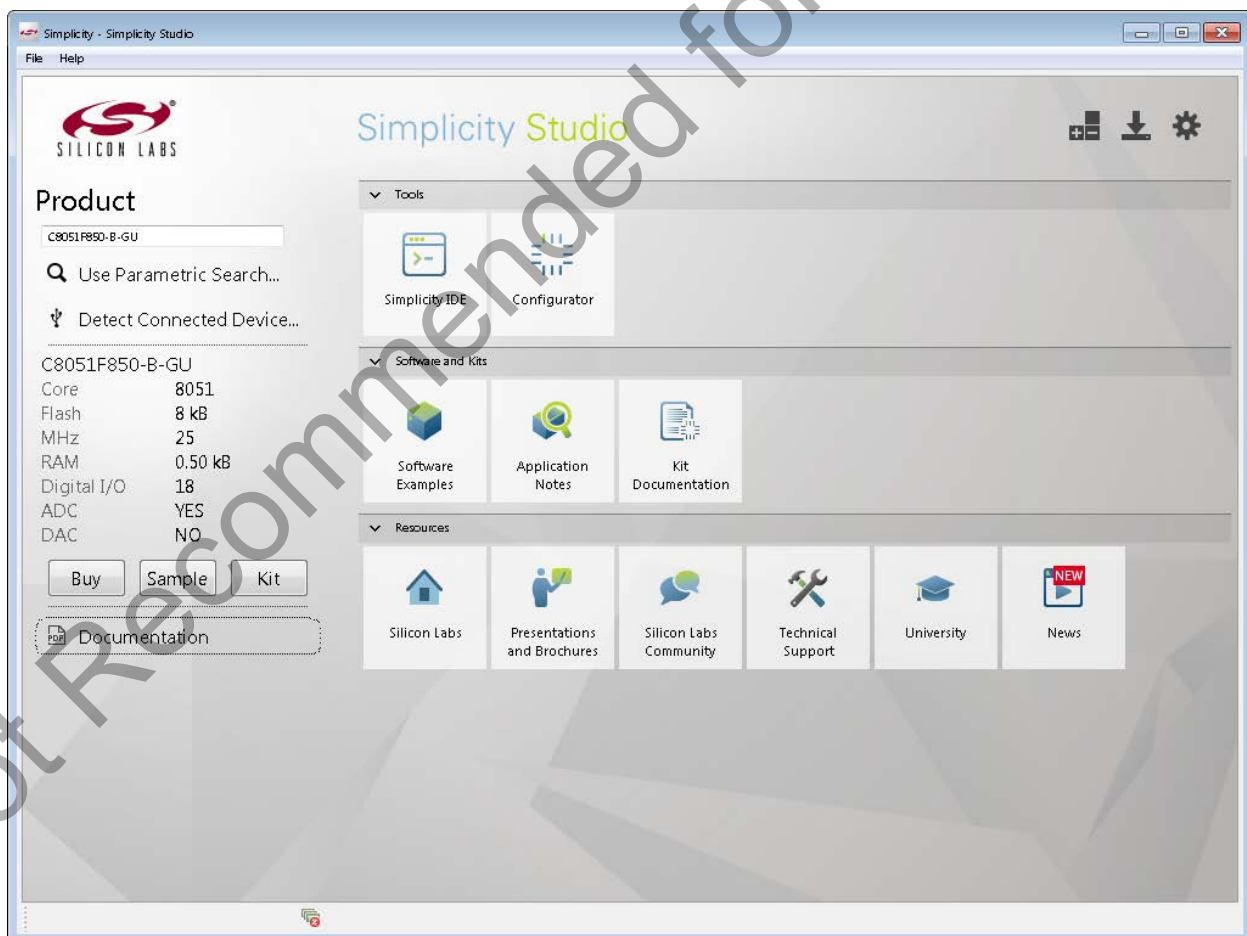 Simplicity - Simplicity Studio
File Help
SILICON LABS
Simplicity Studio
Product
C8051F850-B-GU
Use Parametric Search...
Detect Connected Device...
C8051F850-B-GU
Core 8051
Flash 8 kB
MHz 25
RAM 0.50 kB
Digital I/O 18
ADC YES
DAC NO
Buy Sample Kit
PDF Documentation
Tools
Simplicity IDE
Configurator
Software and Kits
Software
Examples
Application
Notes
Kit
Documentation
Resources
Silicon Labs
Presentations
and Brochures
Silicon Labs
Community
Technical
Support
University
NEW
News
Recommended for